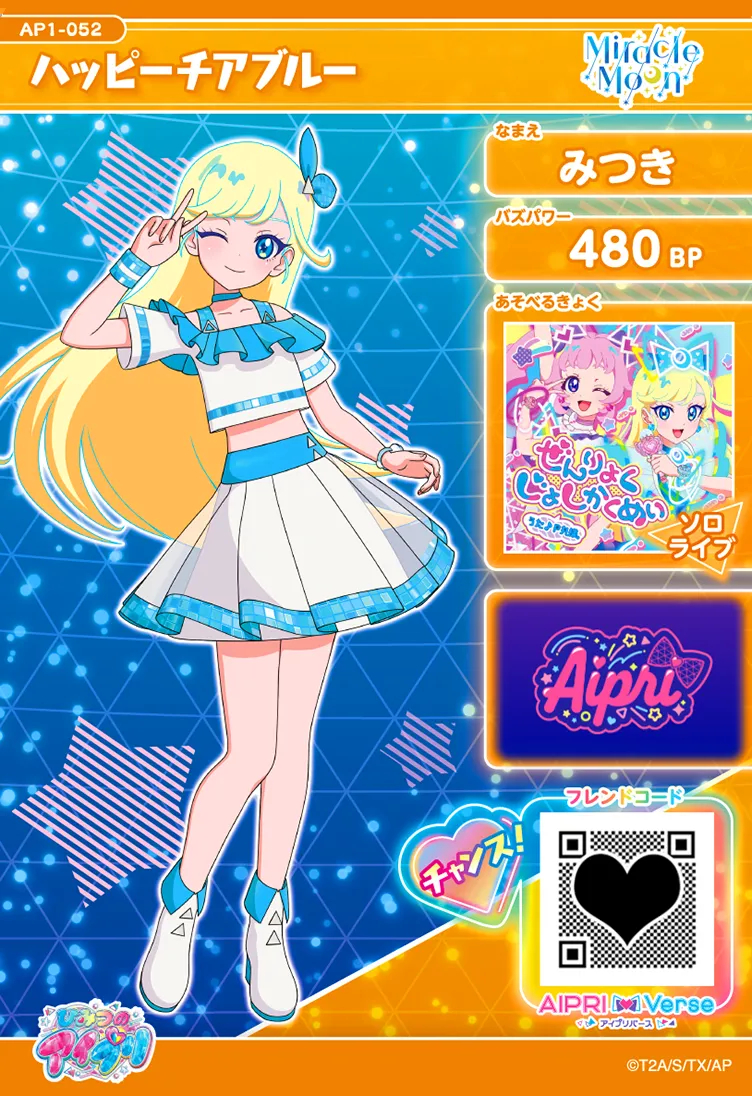 AP1-052
ハッピーチアブルー
Miracle
Moon
なまえ
みつき
バズパワー
480 BP
あそべるきょく
ぜんりょく
じょしかくめい
ソロ
ライブ
Aipri
フレンドコード
チャンス!
AIPRI Verse
アイプリバース
ひみつの
アイプリ
©T2A/S/TX/AP